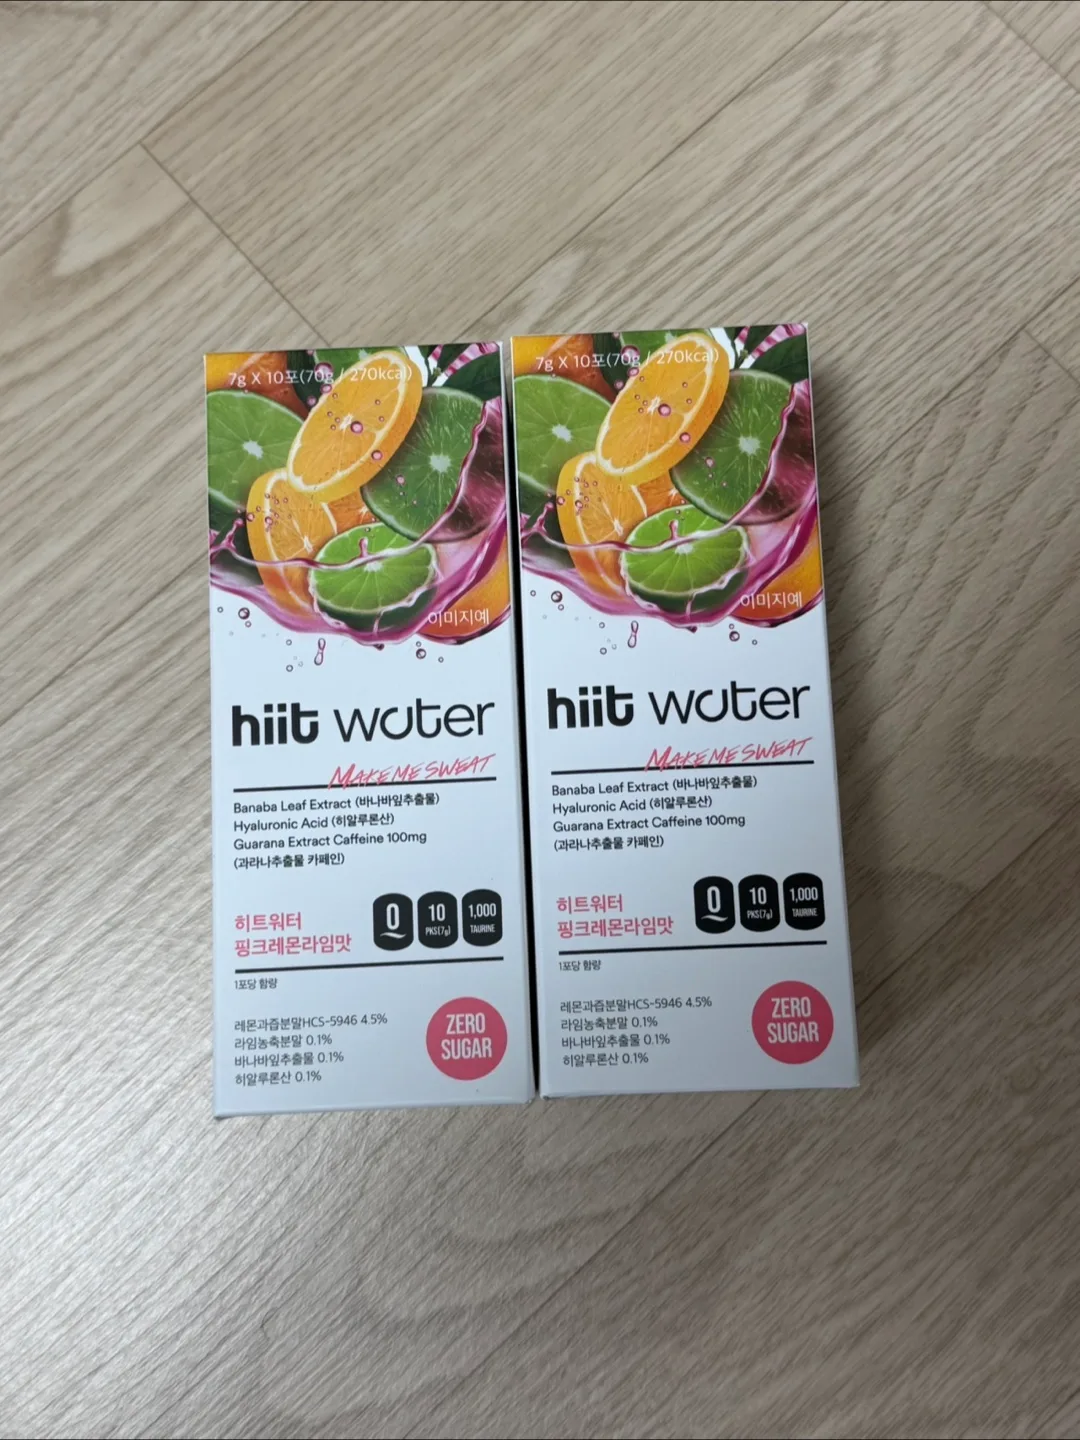 7g X 10포(70g / 270kcal)
이미지예
hiit water
MAKE ME SWEAT
Banaba Leaf Extract (바나바잎추출물)
Hyaluronic Acid (히알루론산)
Guarana Extract Caffeine 100mg
(과라나추출물 카페인)
히트워터
핑크레몬라임맛
0
10
PKS(7g)
1,000
TAURINE
1포당 함량
레몬과즙분말HCS-5946 4.5%
라임농축분말 0.1%
바나바잎추출물 0.1%
히알루론산 0.1%
ZERO
SUGAR
7g X 10포(70g / 270kcal)
이미지예
hiit water
MAKE ME SWEAT
Banaba Leaf Extract (바나바잎추출물)
Hyaluronic Acid (히알루론산)
Guarana Extract Caffeine 100mg
(과라나추출물 카페인)
히트워터
핑크레몬라임맛
0
10
PKS(7g)
1,000
TAURINE
1포당 함량
레몬과즙분말HCS-5946 4.5%
라임농축분말 0.1%
바나바잎추출물 0.1%
히알루론산 0.1%
ZERO
SUGAR